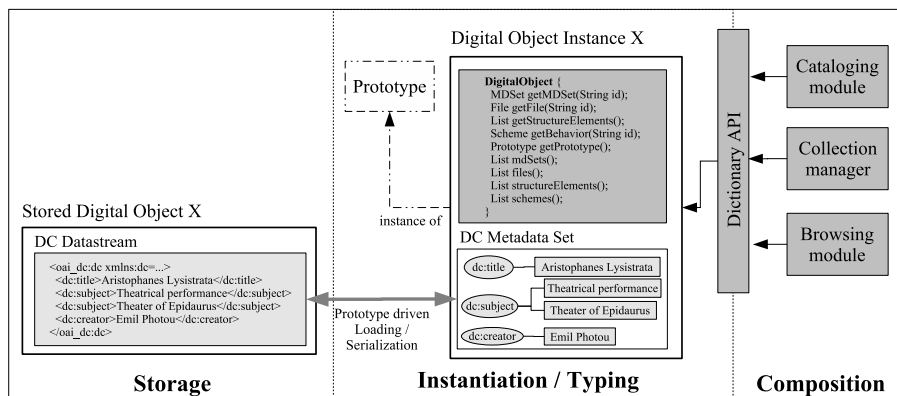 Stored Digital Object X
DC Datastream
<oai_dc:dc xmlns:dc=...>
<dc:title>Aristophanes Lysistrata</dc:title>
<dc:subject>Theatrical performance</dc:subject>
<dc:subject>Theater of Epidaurus</dc:subject>
<dc:creator>Emil Photou</dc:creator>
</oai_dc:dc>
Storage
Prototype
instance of
Prototype driven
Loading /
Serialization
Digital Object Instance X
DigitalObject {
MDSet getMDSet(String id);
File getFile(String id);
List getStructureElements();
Scheme getBehavior(String id);
Prototype getPrototype();
List mdSets();
List files();
List structureElements();
List schemes();
}
DC Metadata Set
dc:title
Aristophanes Lysistrata
dc:subject
Theatrical performance
Theater of Epidaurus
dc:creator
Emil Photou
Instantiation / Typing
Dictionary API
Cataloging
module
Collection
manager
Browsing
module
Composition